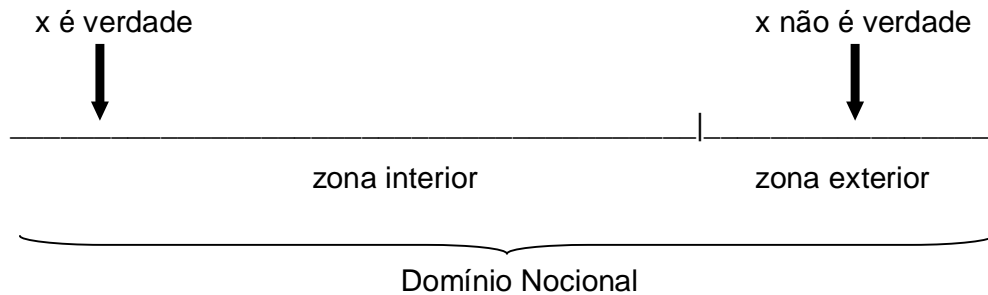 x é verdade x não é verdade
zona interior zona exterior
Domínio Nocional